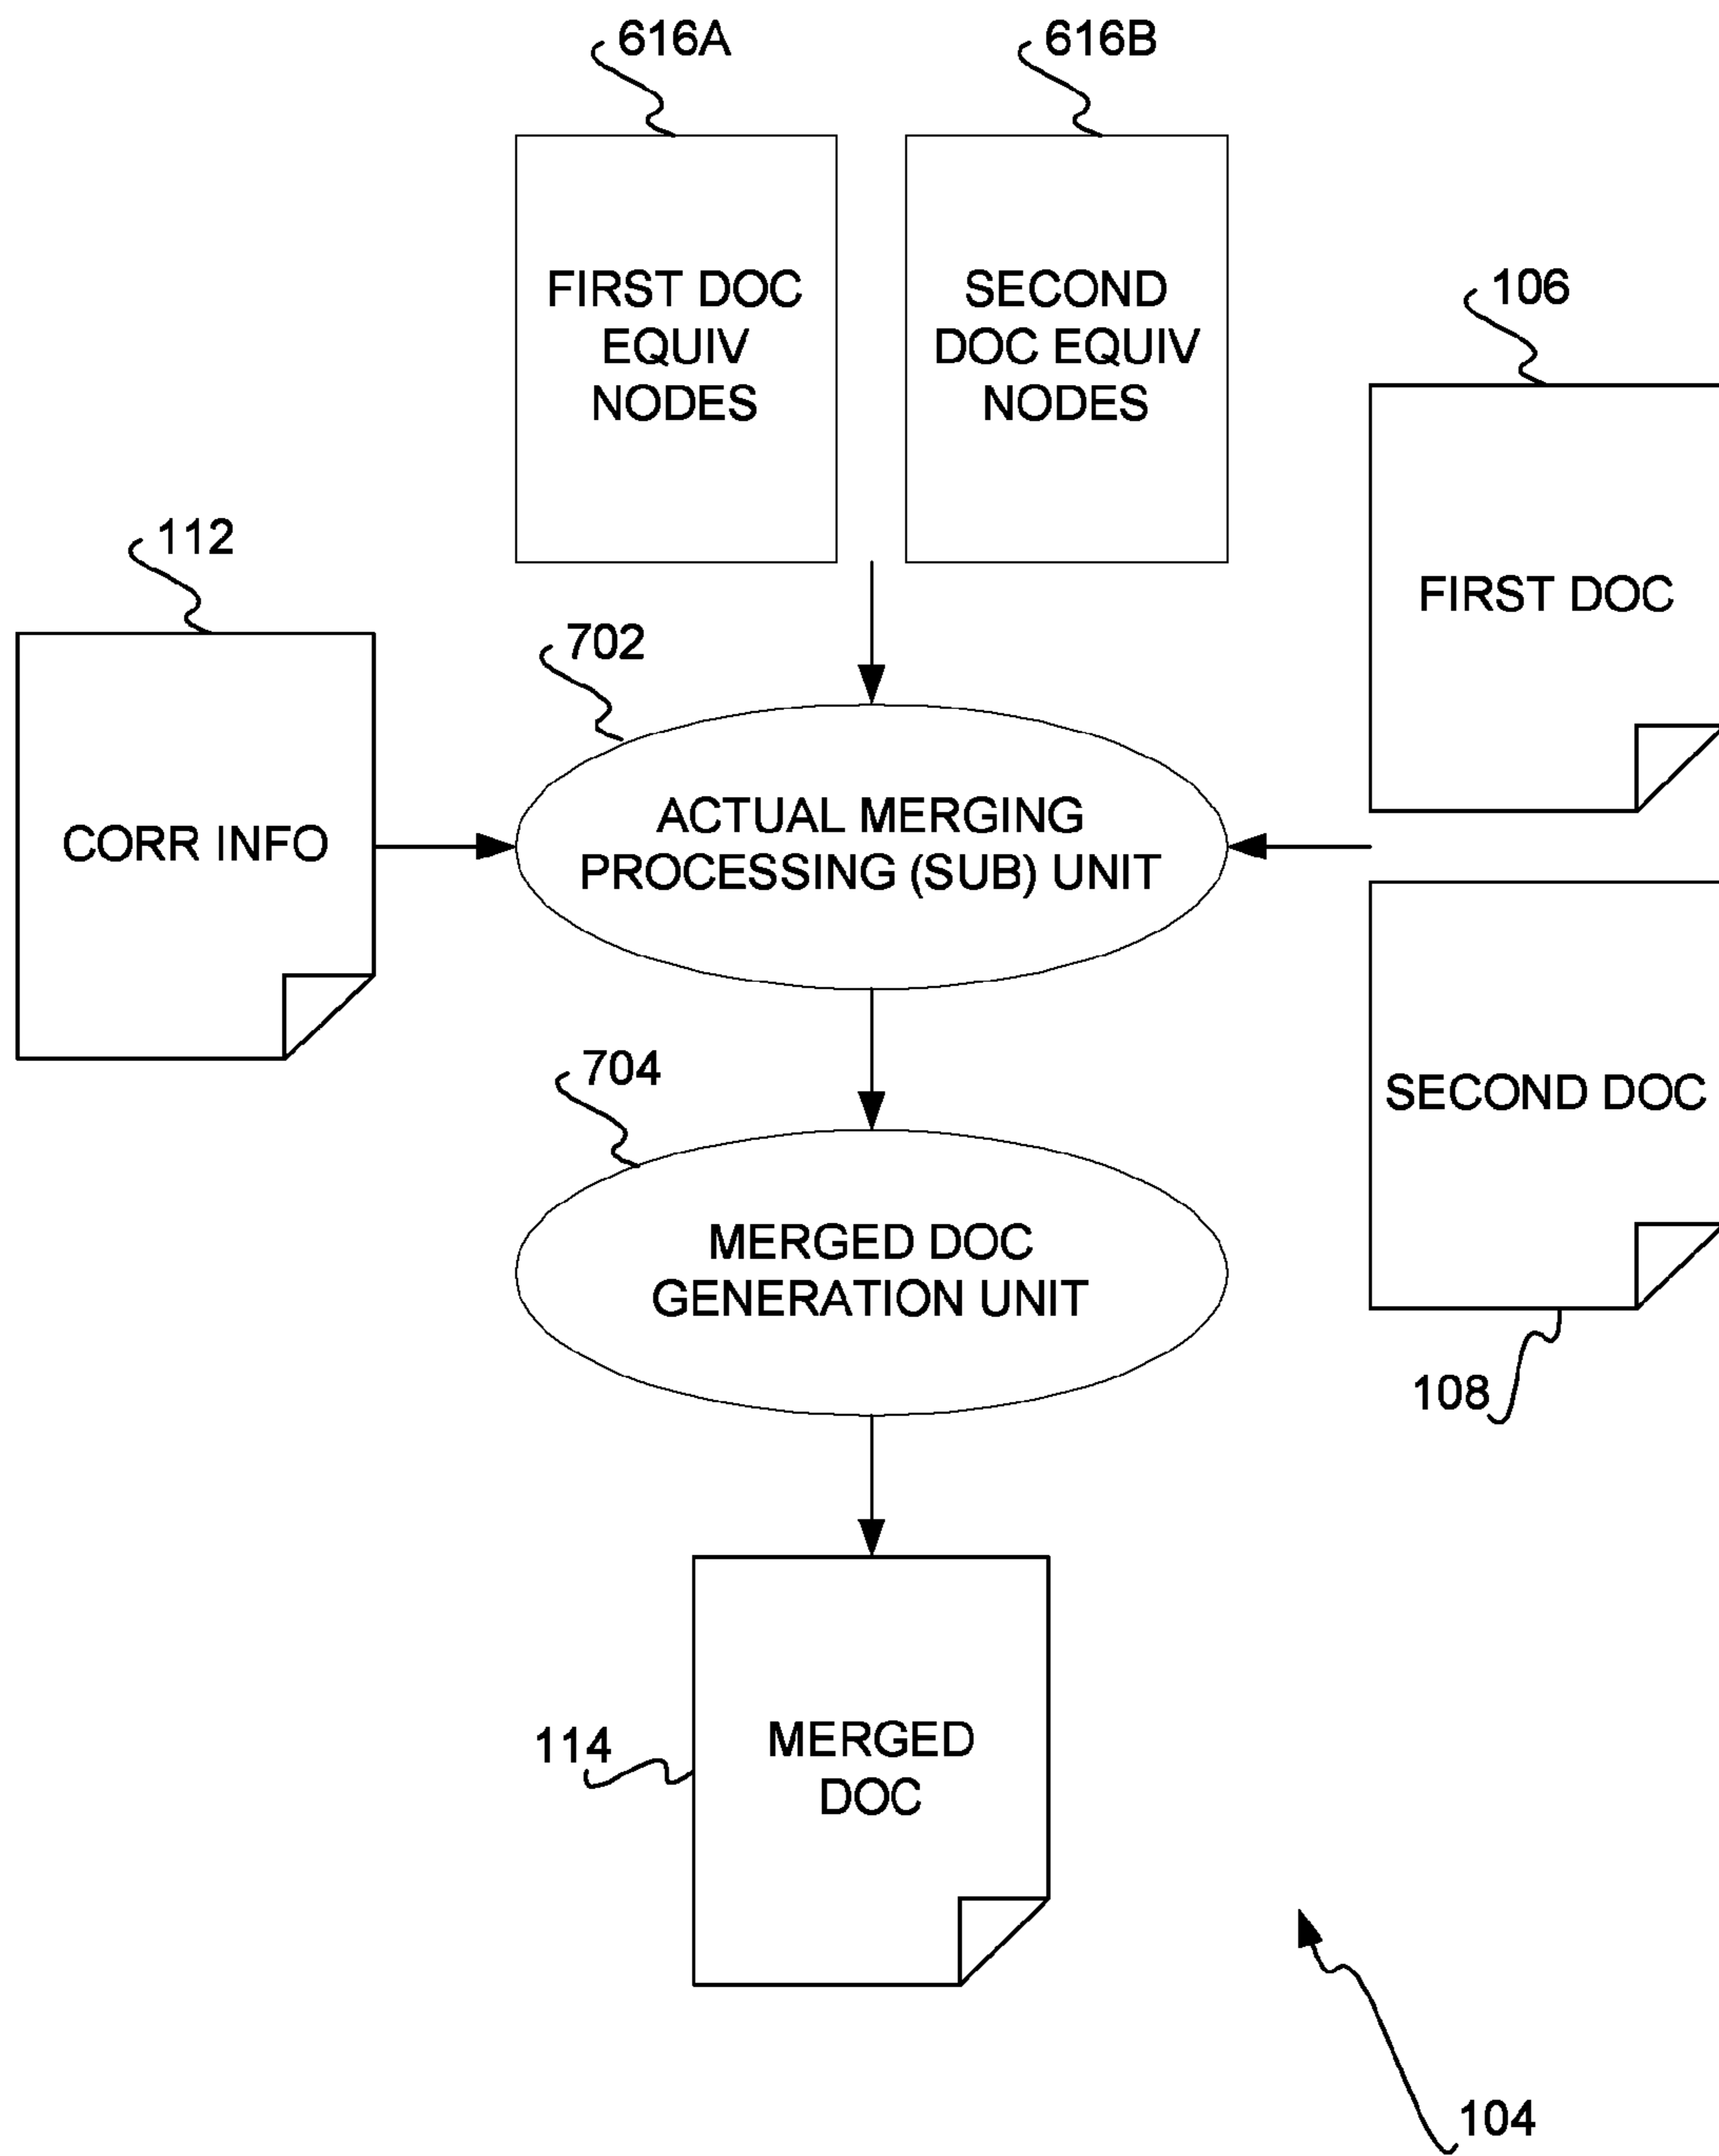 616A
616B
FIRST DOC
EQUIV
NODES
SECOND
DOC EQUIV
NODES
106
FIRST DOC
112
CORR INFO
702
ACTUAL MERGING
PROCESSING (SUB) UNIT
SECOND DOC
108
704
MERGED DOC
GENERATION UNIT
114
MERGED
DOC
104